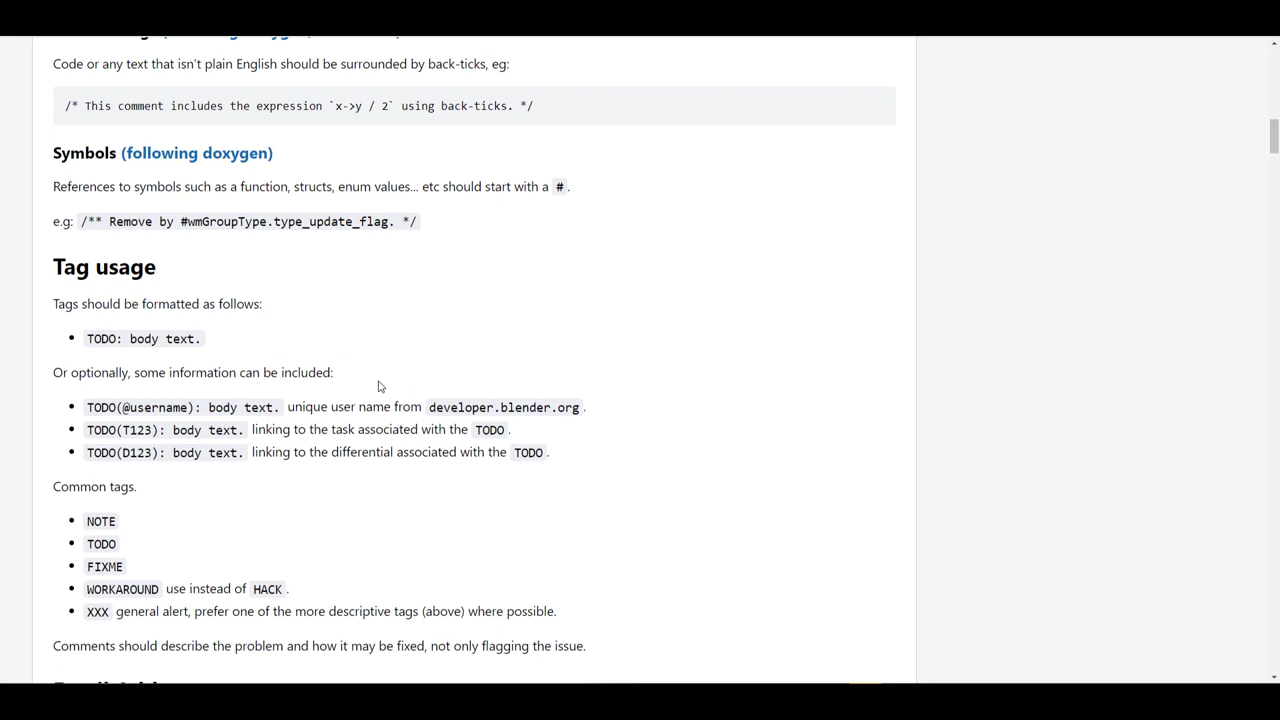 Code or any text that isn't plain English should be surrounded by back-ticks, eg:
/* This comment includes the expression `x->y / 2` using back-ticks. */
Symbols (following doxygen)
References to symbols such as a function, structs, enum values... etc should start with a #.
e.g: /** Remove by #wmGroupType.type_update_flag. */
Tag usage
Tags should be formatted as follows:
• TODO: body text.
Or optionally, some information can be included:
• TODO(@username): body text. unique user name from developer.blender.org.
• TODO(T123): body text. linking to the task associated with the TODO.
• TODO(D123): body text. linking to the differential associated with the TODO.
Common tags.
• NOTE
• TODO
• FIXME
• WORKAROUND use instead of HACK.
• XXX general alert, prefer one of the more descriptive tags (above) where possible.
Comments should describe the problem and how it may be fixed, not only flagging the issue.